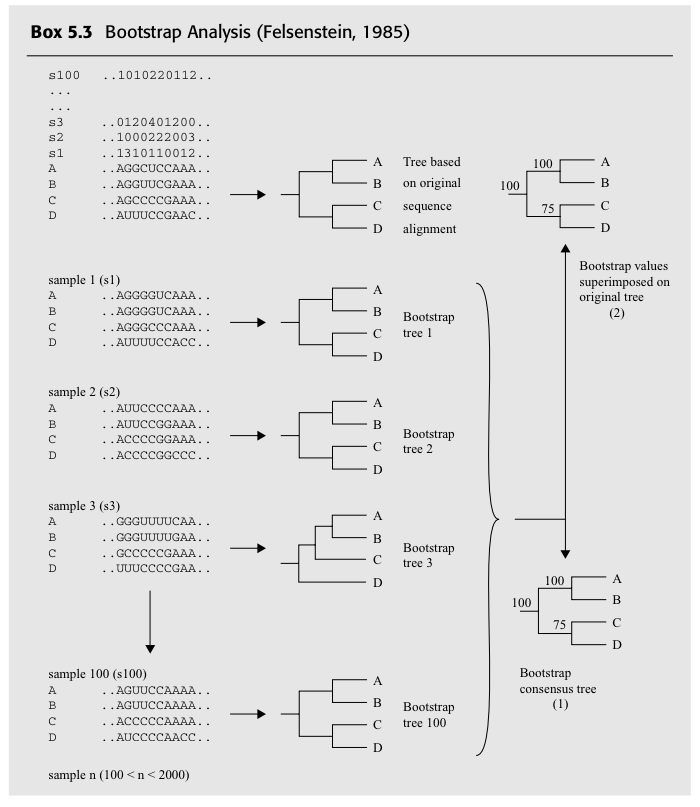 Box 5.3 Bootstrap Analysis (Felsenstein, 1985)
s100 ..1010220112..
...
...
s3 ..0120401200..
s2 ..1000222003..
s1 ..1310110012..
A ..AGGCUCCAAA..
B ..AGGUUCGAAA..
C ..AGCCCCGAAA..
D ..AUUUCCGAAC..
A Tree based
B on original
C sequence
D alignment
100 A
100 B
75 C
D
Bootstrap values
superimposed on
original tree
(2)
sample 1 (s1)
A ..AGGGGUCAAA..
B ..AGGGGUCAAA..
C ..AGGGCCCAAA..
D ..AUUUUCCACC..
A
B
C
D
Bootstrap
tree 1
sample 2 (s2)
A ..AUUCCCCAAA..
B ..AUUCCGGAAA..
C ..ACCCCGGAAA..
D ..ACCCCGGCCC..
A
B
C
D
Bootstrap
tree 2
sample 3 (s3)
A ..GGGUUUUCAA..
B ..GGGUUUUGAA..
C ..GCCCCCGAAA..
D ..UUUCCCCGAA..
A
B
C
D
Bootstrap
tree 3
100 A
100 B
75 C
D
Bootstrap
consensus tree
(1)
sample 100 (s100)
A ..AGUUCCAAAA..
B ..AGUUCCAAAA..
C ..ACCCCCAAAA..
D ..AUCCCCAACC..
A
B
C
D
Bootstrap
tree 100
sample n (100 < n < 2000)